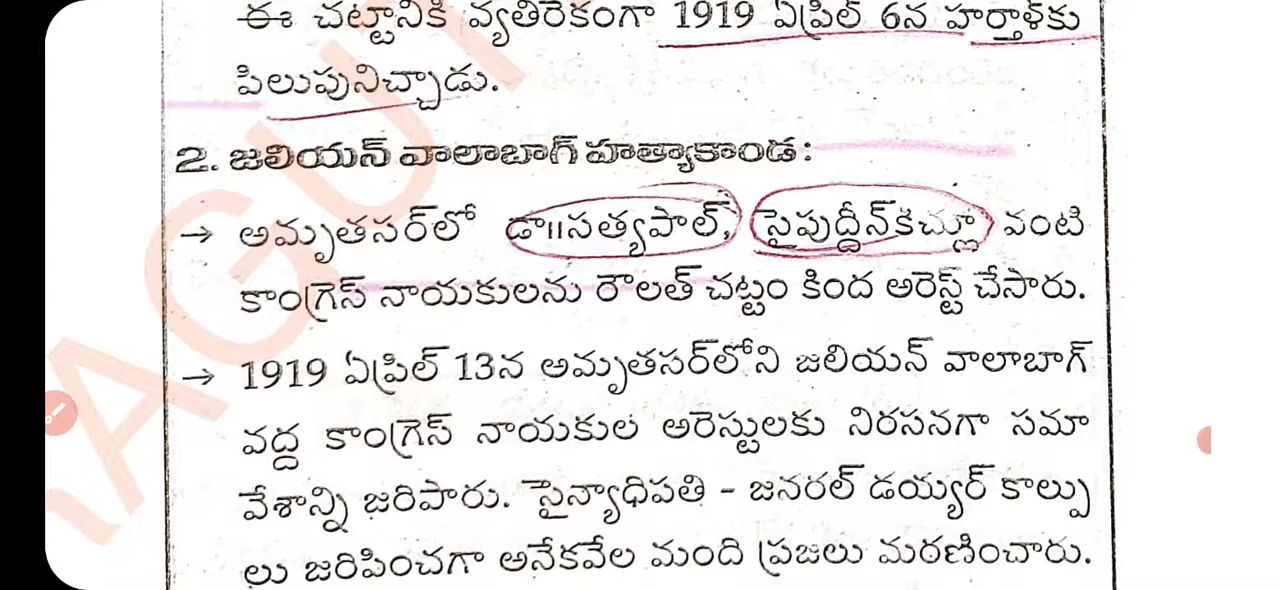 ఈ చట్టానికి వ్యతిరేకంగా 1919 ఏప్రిల్ 6న హర్తాళ్‌కు
పిలుపునిచ్చాడు.
2. జలియన్ వాలాబాగ్ హత్యాకాండ:
→ అమృతసర్‌లో డా॥సత్యపాల్, సైపుద్దీన్‌కిచ్లూ వంటి
కాంగ్రెస్ నాయకులను రౌలత్ చట్టం కింద అరెస్ట్ చేసారు.
→ 1919 ఏప్రిల్ 13న అమృతసర్‌లోని జలియన్ వాలాబాగ్
వద్ద కాంగ్రెస్ నాయకుల అరెస్టులకు నిరసనగా సమా
వేశాన్ని జరిపారు. సైన్యాధిపతి - జనరల్ డయ్యర్ కాల్పు
లు జరిపించగా అనేకవేల మంది ప్రజలు మరణించారు.